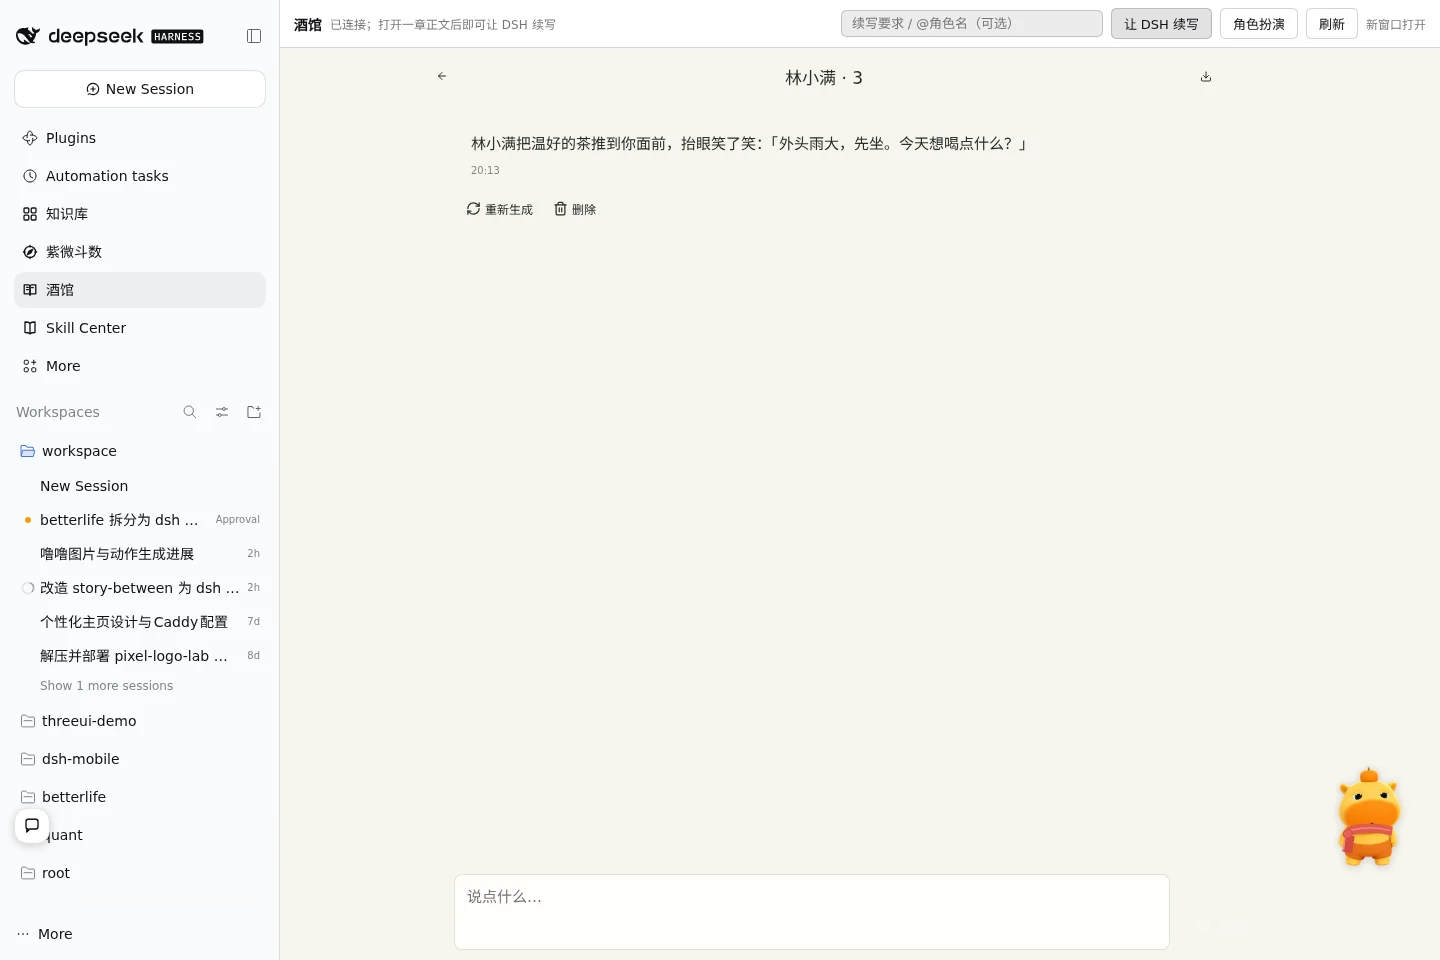 deepseek HARNESS
New Session
Plugins
Automation tasks
知识库
紫微斗数
酒馆
Skill Center
More
Workspaces
workspace
New Session
betterlife 拆分为 dsh ... Approval
噜噜图片与动作生成进展 2h
改造 story-between 为 dsh ... 2h
个性化主页设计与Caddy配置 7d
解压并部署 pixel-logo-lab ... 8d
Show 1 more sessions
threeui-demo
dsh-mobile
betterlife
quant
root
More
酒馆 已连接；打开一章正文后即可让 DSH 续写 续写要求 / @角色名（可选） 让 DSH 续写 角色扮演 刷新 新窗口打开
林小满 · 3
林小满把温好的茶推到你面前，抬眼笑了笑：「外头雨大，先坐。今天想喝点什么？」
20:13
重新生成 删除
说点什么...